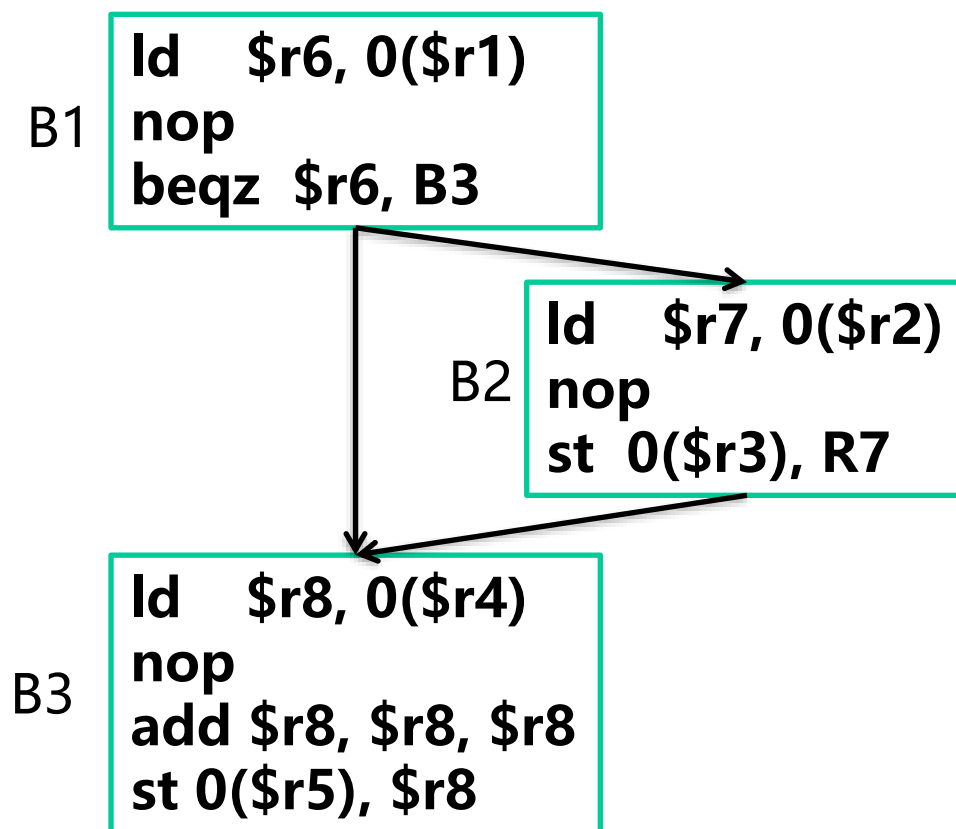 B1
ld $r6, 0($r1)
nop
beqz $r6, B3
B2
ld $r7, 0($r2)
nop
st 0($r3), R7
B3
ld $r8, 0($r4)
nop
add $r8, $r8, $r8
st 0($r5), $r8